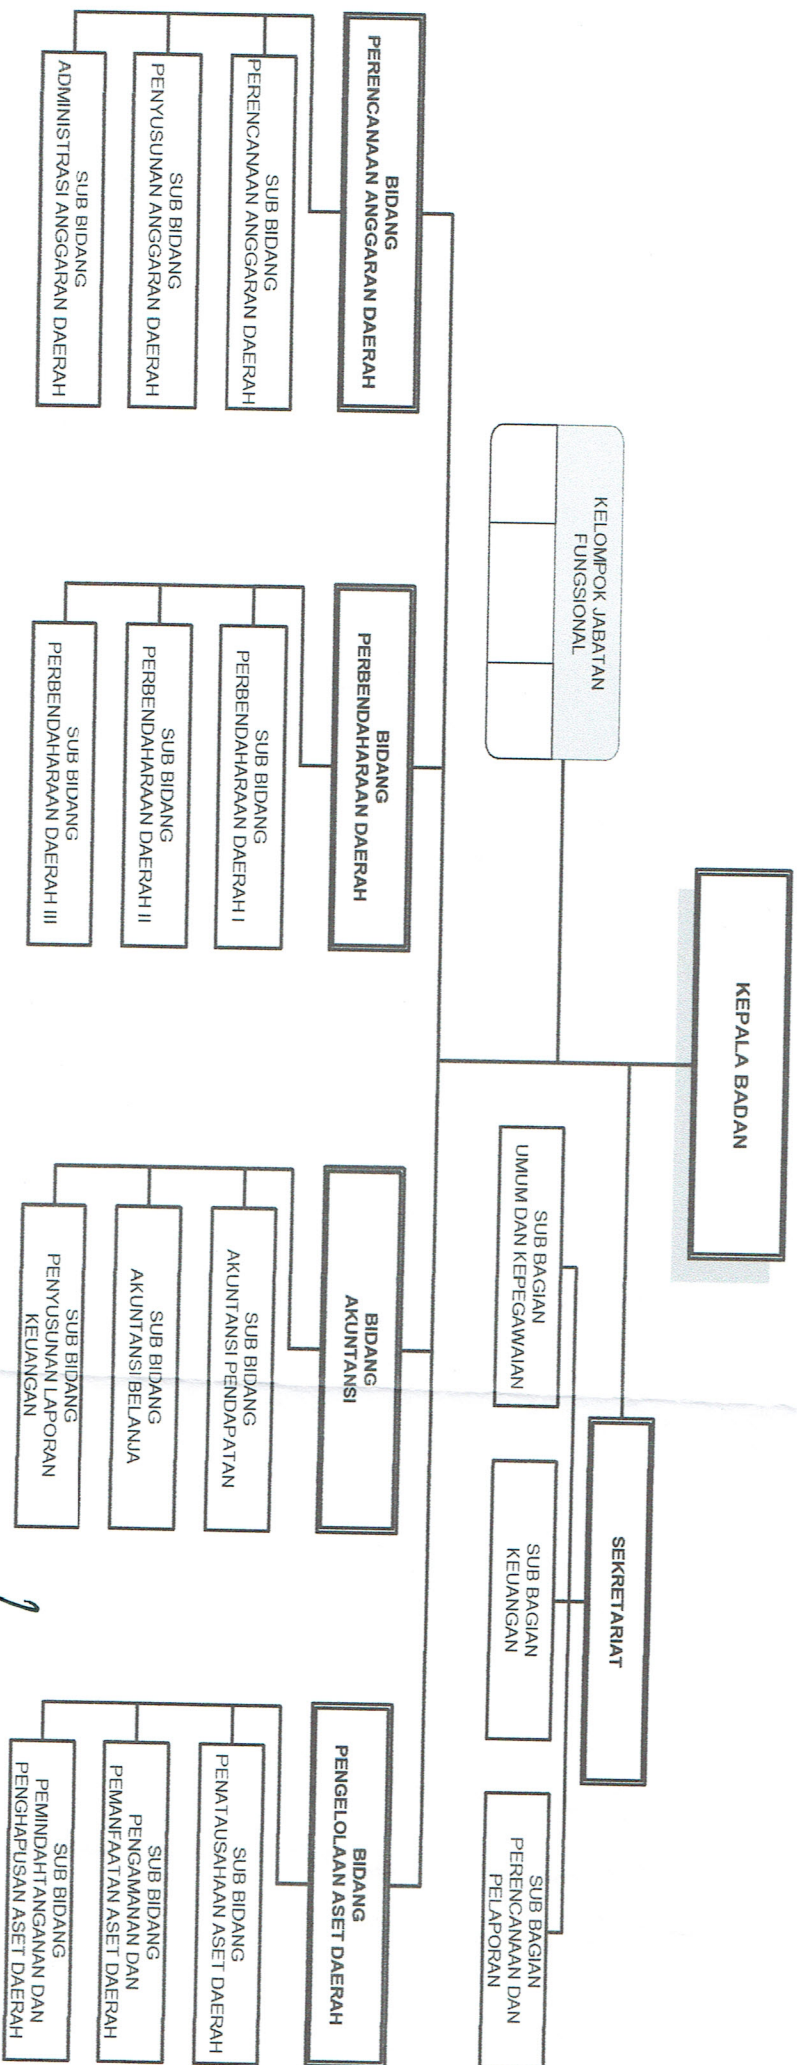 KEPALA BADAN
SEKRETARIAT
KELOMPOK JABATAN
FUNGSIONAL
SUB BAGIAN
UMUM DAN KEPEGAWAIAN
SUB BAGIAN
KEUANGAN
SUB BAGIAN
PERENCANAAN DAN
PELAPORAN
BIDANG
PERENCANAAN ANGGARAN DAERAH
SUB BIDANG
PERENCANAAN ANGGARAN DAERAH
SUB BIDANG
PENYUSUNAN ANGGARAN DAERAH
SUB BIDANG
ADMINISTRASI ANGGARAN DAERAH
BIDANG
PERBENDAHARAAN DAERAH
SUB BIDANG
PERBENDAHARAAN DAERAH I
SUB BIDANG
PERBENDAHARAAN DAERAH II
SUB BIDANG
PERBENDAHARAAN DAERAH III
BIDANG
AKUNTANSI
SUB BIDANG
AKUNTANSI PENDAPATAN
SUB BIDANG
AKUNTANSI BELANJA
SUB BIDANG
PENYUSUNAN LAPORAN
KEUANGAN
BIDANG
PENGELOLAAN ASET DAERAH
SUB BIDANG
PENATAUSAHAAN ASET DAERAH
SUB BIDANG
PENGAMANAN DAN
PEMANFAATAN ASET DAERAH
SUB BIDANG
PEMINDAHTANGANAN DAN
PENGHAPUSAN ASET DAERAH